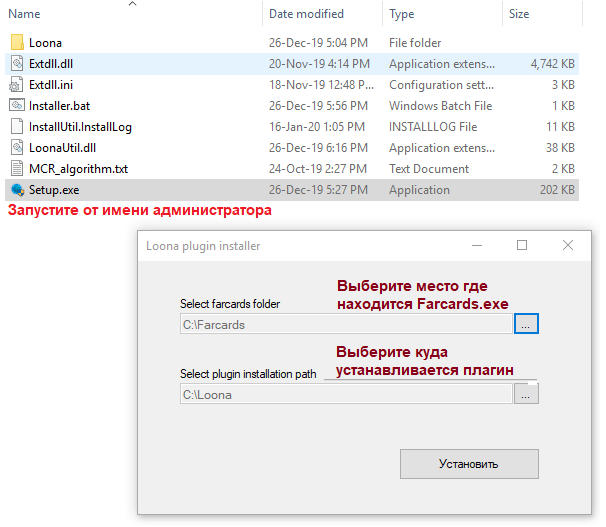 Name Date modified Type Size
Loona 26-Dec-19 5:04 PM File folder
Extdll.dll 20-Nov-19 4:14 PM Application extens... 4,742 KB
Extdll.ini 18-Nov-19 12:48 P... Configuration sett... 3 KB
Installer.bat 26-Dec-19 5:56 PM Windows Batch File 1 KB
InstallUtil.InstallLog 16-Jan-20 1:05 PM INSTALLLOG File 11 KB
LoonaUtil.dll 26-Dec-19 6:16 PM Application extens... 38 KB
MCR_algorithm.txt 24-Oct-19 2:27 PM Text Document 2 KB
Setup.exe 26-Dec-19 5:27 PM Application 202 KB
Запустите от имени администратора
Loona plugin installer
Выберите место где
находится Farcards.exe
Select farcards folder
C:\Farcards ...
Выберите куда
устанавливается плагин
Select plugin installation path
C:\Loona ...
Установить